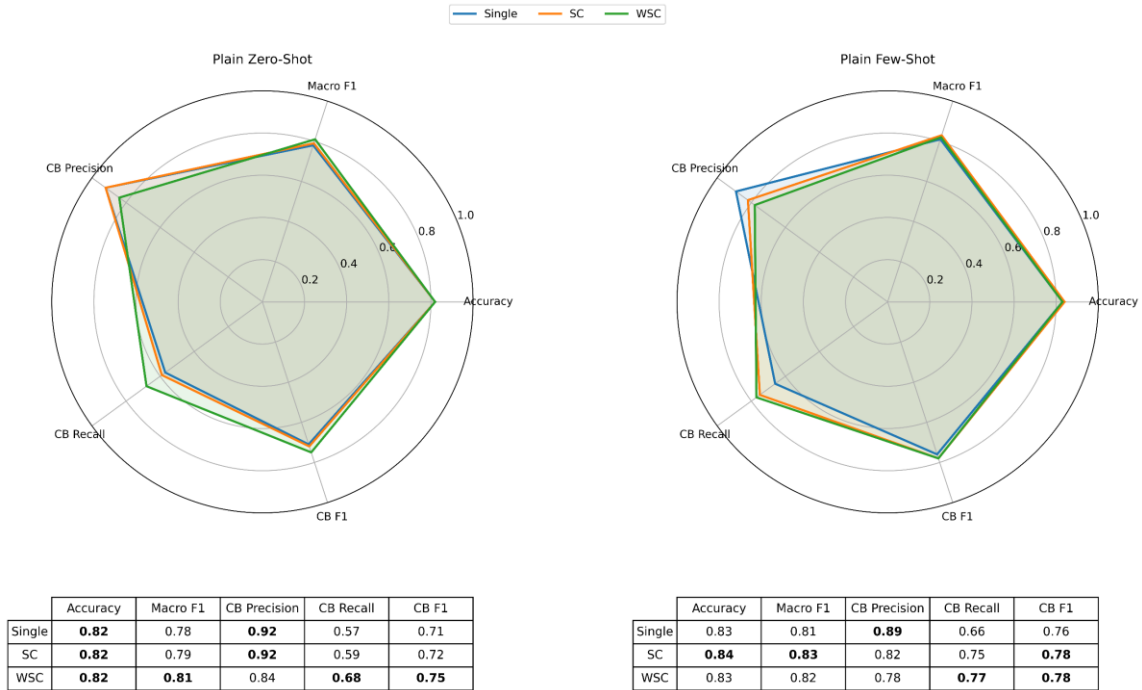 Single SC WSC
Plain Zero-Shot
Macro F1
CB Precision
1.0
0.8
0.6
0.4
0.2
Accuracy
CB Recall
CB F1
Plain Few-Shot
Macro F1
CB Precision
1.0
0.8
0.6
0.4
0.2
Accuracy
CB Recall
CB F1
Accuracy Macro F1 CB Precision CB Recall CB F1
Single 0.82 0.78 0.92 0.57 0.71
SC 0.82 0.79 0.92 0.59 0.72
WSC 0.82 0.81 0.84 0.68 0.75
Accuracy Macro F1 CB Precision CB Recall CB F1
Single 0.83 0.81 0.89 0.66 0.76
SC 0.84 0.83 0.82 0.75 0.78
WSC 0.83 0.82 0.78 0.77 0.78